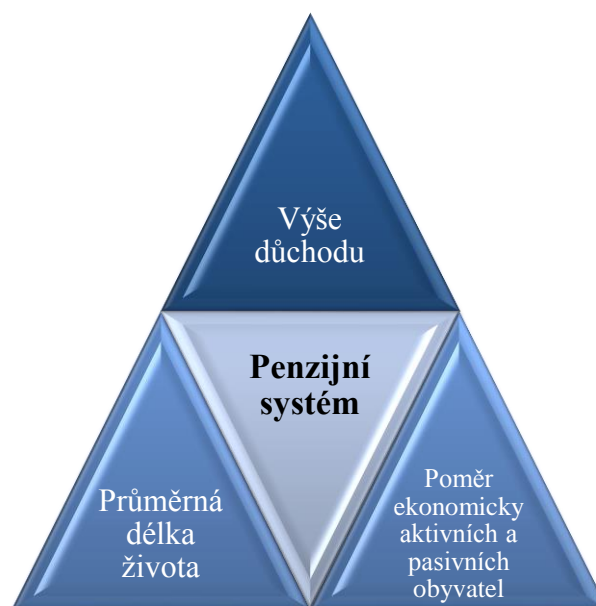 Výše
důchodu
Penzijní
systém
Průměrná
délka
života
Poměr
ekonomicky
aktivních a
pasivních
obyvatel